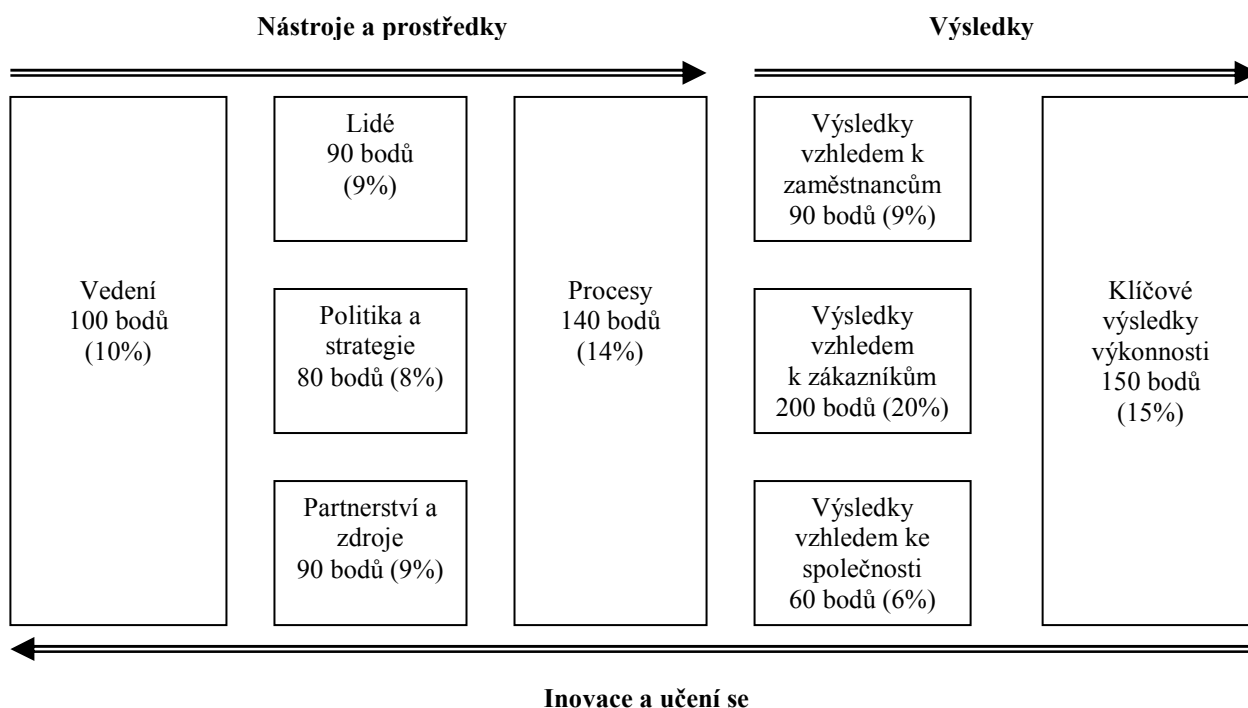 Nástroje a prostředky
Výsledky
Vedení
100 bodů
(10%)
Lidé
90 bodů
(9%)
Politika a
strategie
80 bodů (8%)
Partnerství a
zdroje
90 bodů (9%)
Procesy
140 bodů
(14%)
Výsledky
vzhledem k
zaměstnancům
90 bodů (9%)
Výsledky
vzhledem
k zákazníkům
200 bodů (20%)
Výsledky
vzhledem ke
společnosti
60 bodů (6%)
Klíčové
výsledky
výkonnosti
150 bodů
(15%)
Inovace a učení se